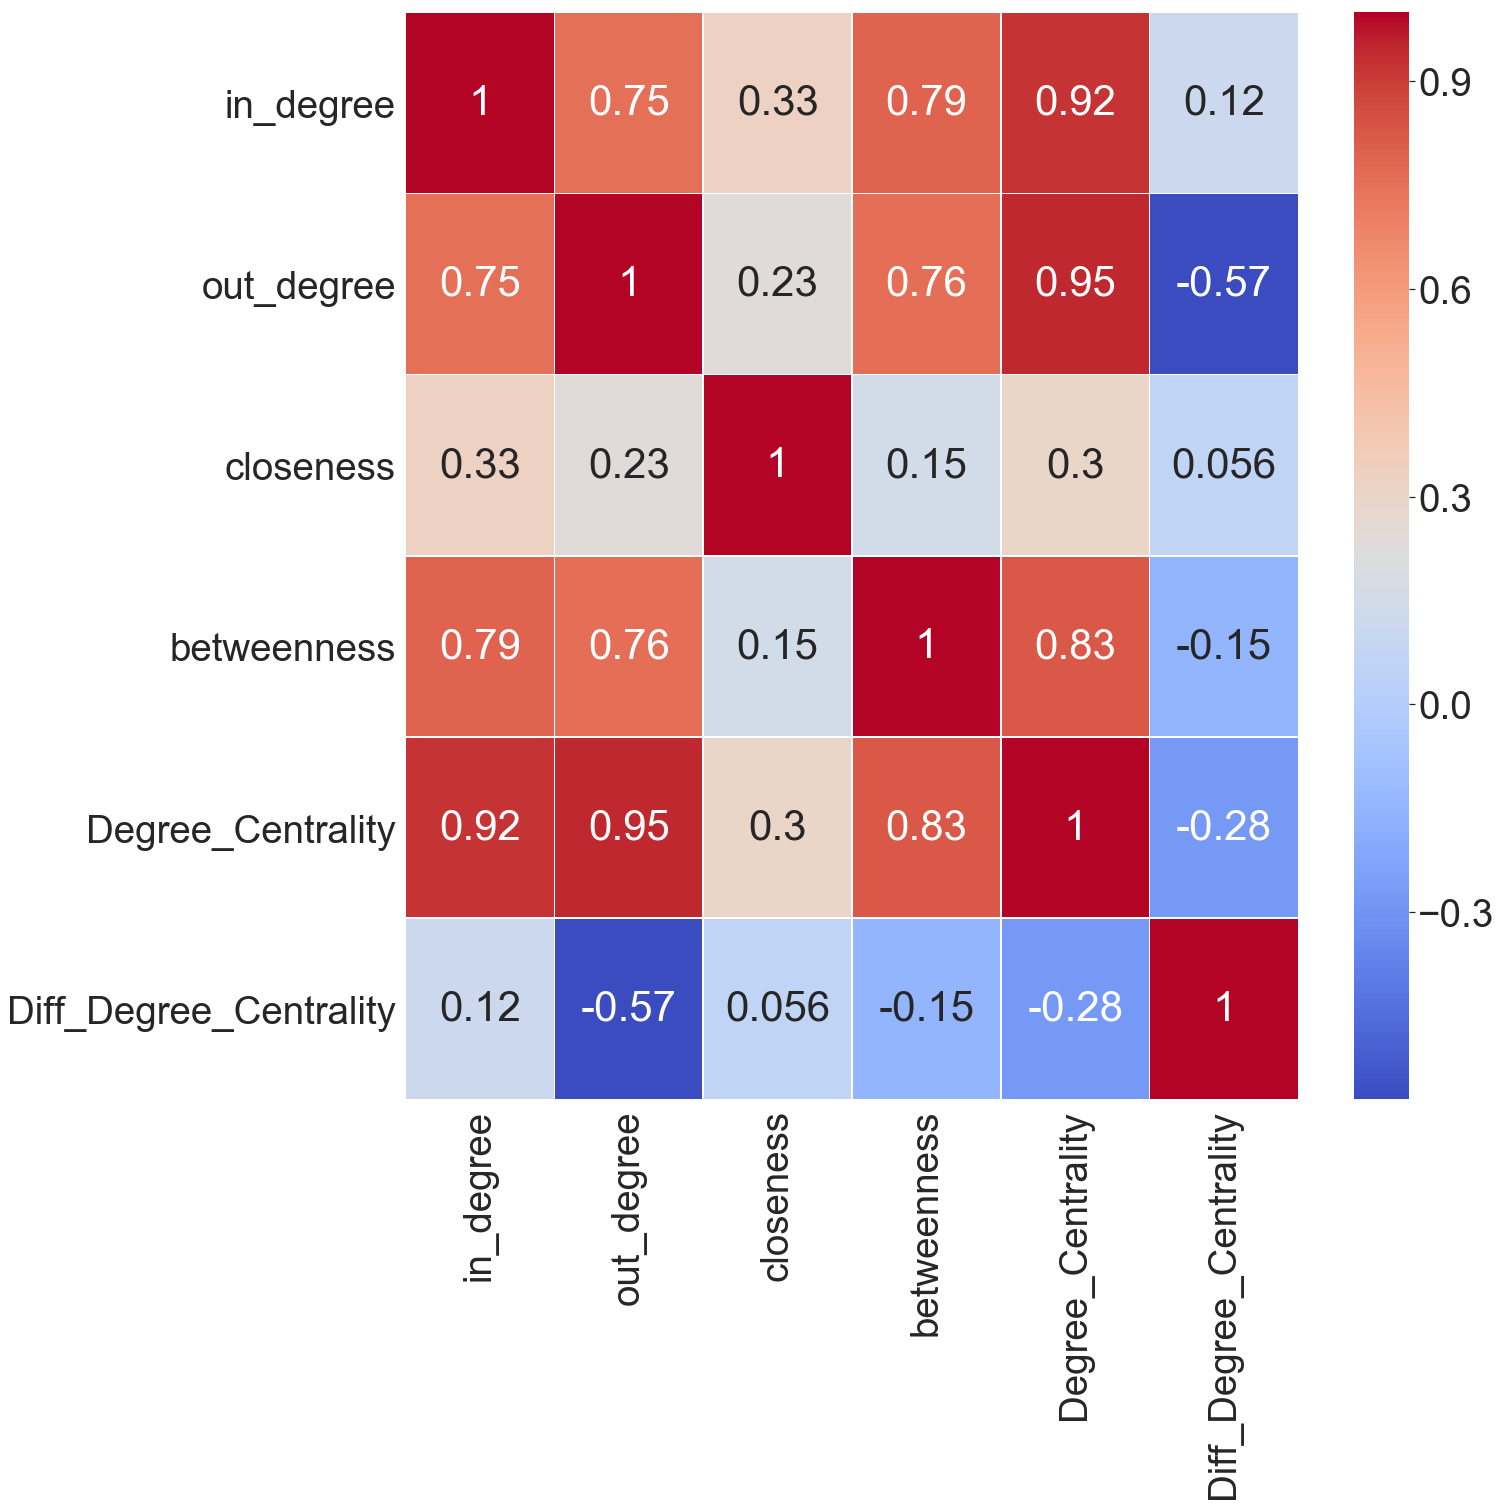 in_degree 1 0.75 0.33 0.79 0.92 0.12
out_degree 0.75 1 0.23 0.76 0.95 -0.57
closeness 0.33 0.23 1 0.15 0.3 0.056
betweenness 0.79 0.76 0.15 1 0.83 -0.15
Degree_Centrality 0.92 0.95 0.3 0.83 1 -0.28
Diff_Degree_Centrality 0.12 -0.57 0.056 -0.15 -0.28 1
in_degree
out_degree
closeness
betweenness
Degree_Centrality
Diff_Degree_Centrality
0.9
0.6
0.3
0.0
−0.3